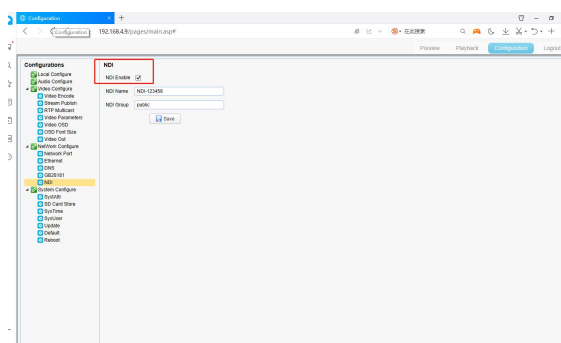 Configuration
Configuration
192.168.4.9/pages/main.asp#
在此搜索
Preview
Playback
Configuration
Logout
Configurations
Local Configure
Audio Configure
Video Configure
Video Encode
Stream Publish
RTP Multicast
Video Parameters
Video OSD
OSD Font Size
Video Cut
NetWork Configure
Network Port
Ethernet
DNS
GB28181
NDI
System Configure
SD Card Store
SysTime
SysUser
Update
Default
Reboot
NDI
NDI Enable
NDI Name NDI-123456
NDI Group public
Save